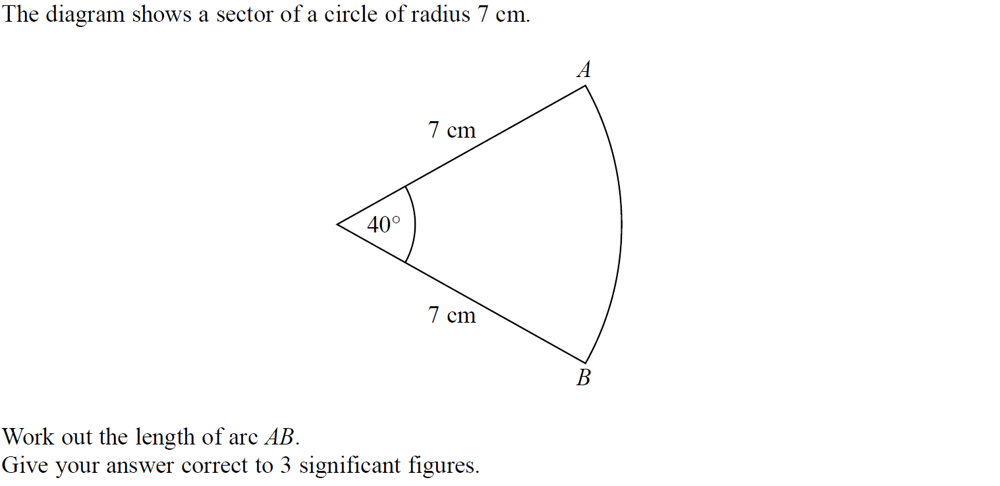 The diagram shows a sector of a circle of radius 7 cm.
A
7 cm
40°
7 cm
B
Work out the length of arc AB.
Give your answer correct to 3 significant figures.